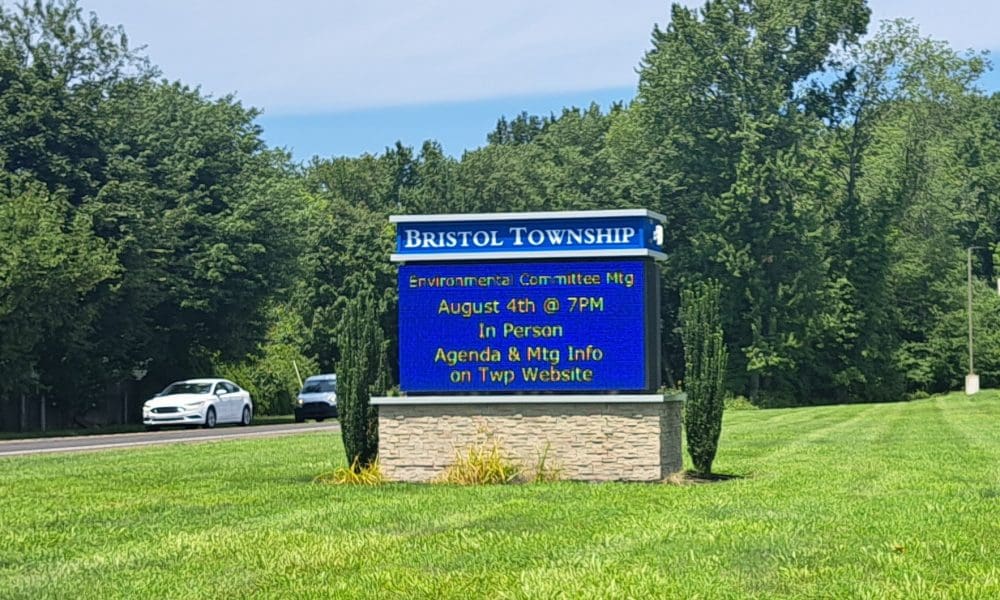 Bristol Township
Environmental Committee Mtg
August 4th @ 7PM
In Person
Agenda & Mtg Info
on Twp Website